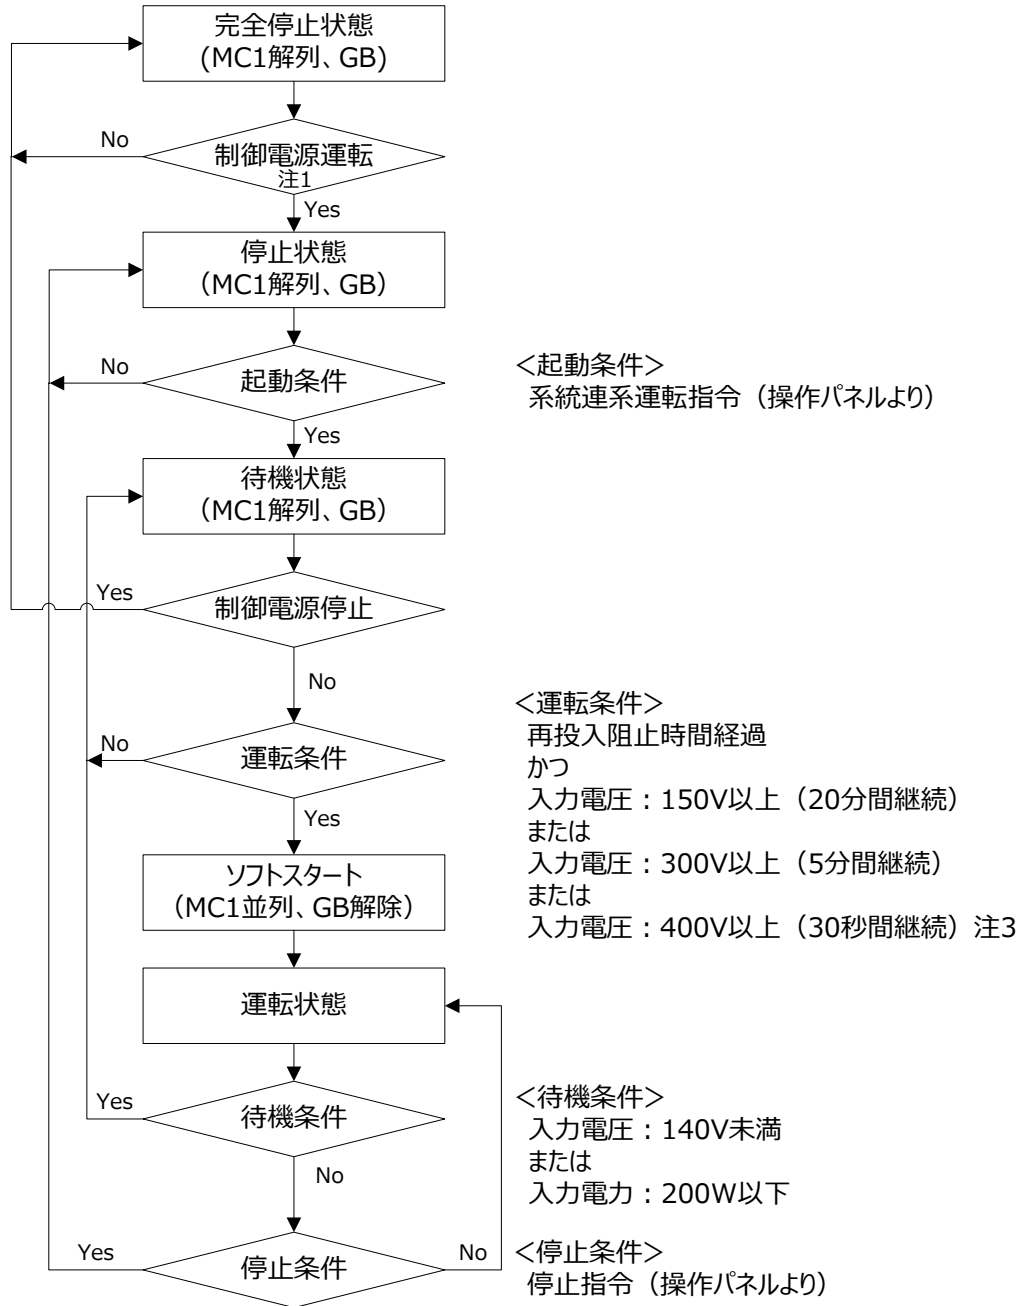 完全停止状態
(MC1解列、GB)
No
制御電源運転
注1
Yes
停止状態
（MC1解列、GB）
No
起動条件
＜起動条件＞
系統連系運転指令（操作パネルより）
Yes
待機状態
（MC1解列、GB）
Yes
制御電源停止
No
＜運転条件＞
再投入阻止時間経過
かつ
入力電圧：150V以上（20分間継続）
または
入力電圧：300V以上（5分間継続）
または
入力電圧：400V以上（30秒間継続）注3
No
運転条件
Yes
ソフトスタート
（MC1並列、GB解除）
運転状態
Yes
待機条件
No
＜待機条件＞
入力電圧：140V未満
または
入力電力：200W以下
Yes
停止条件
No
＜停止条件＞
停止指令（操作パネルより）